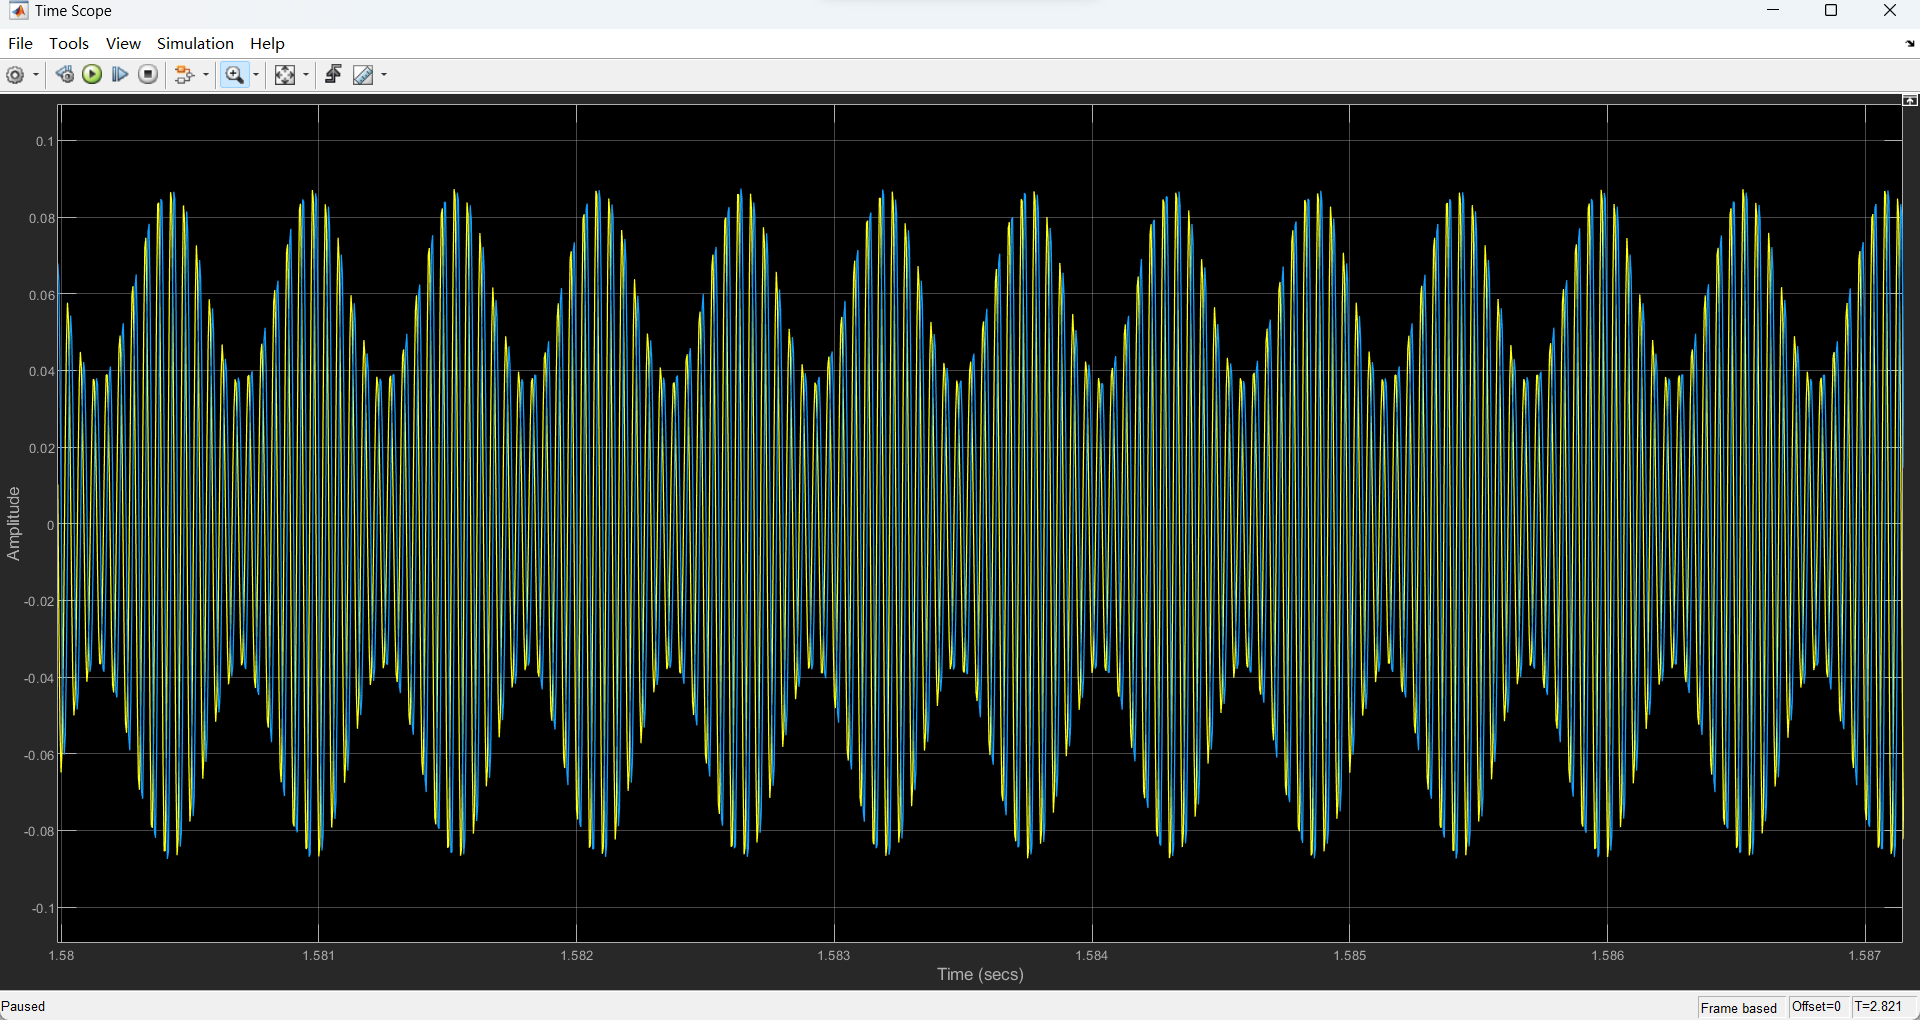 Time Scope
File Tools View Simulation Help
0.1
0.08
0.06
0.04
0.02
0
-0.02
-0.04
-0.06
-0.08
-0.1
Amplitude
1.58 1.581 1.582 1.583 1.584 1.585 1.586 1.587
Time (secs)
Paused
Frame based Offset=0 T=2.821